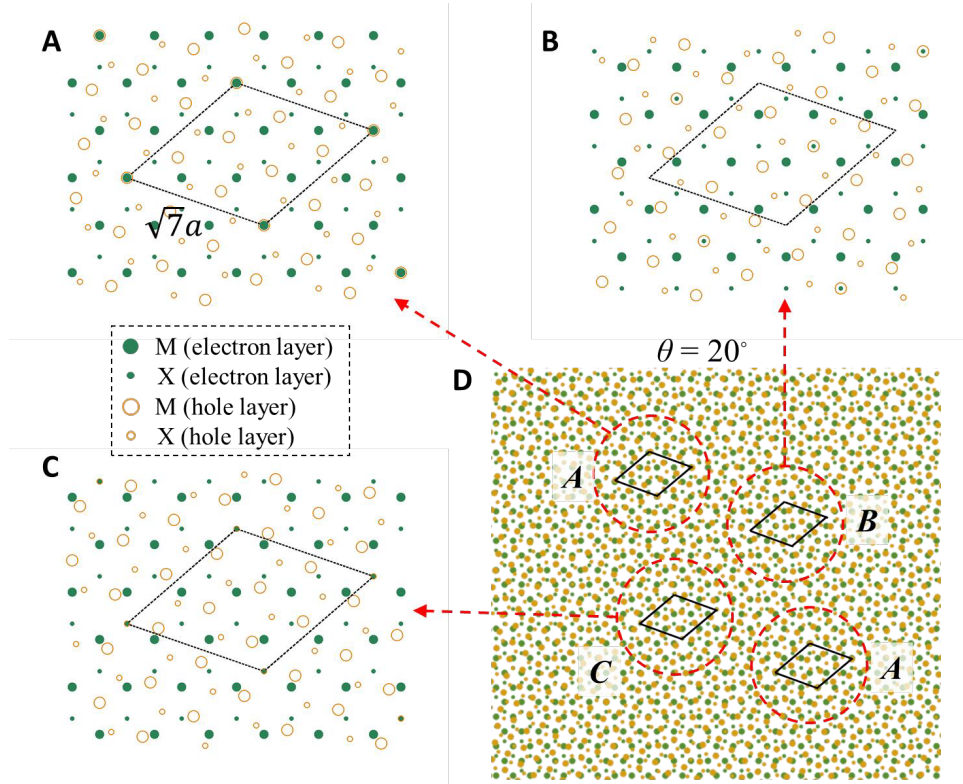 A
B
√7a
M (electron layer)
X (electron layer)
M (hole layer)
X (hole layer)
θ = 20°
D
A
B
C
C
A